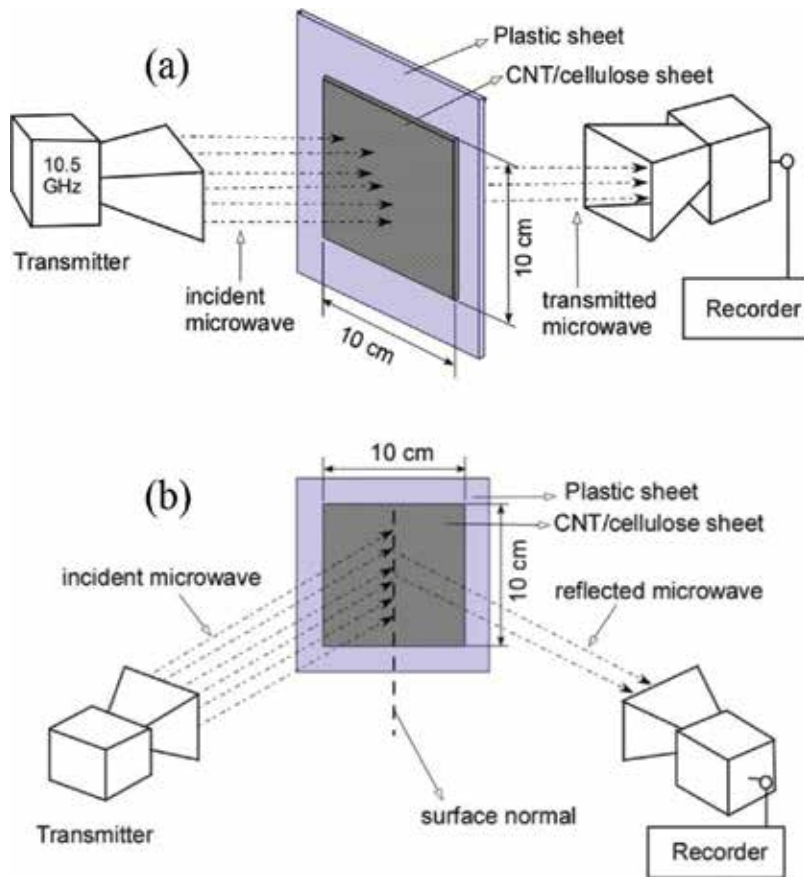 (a)
Plastic sheet
CNT/cellulose sheet
10.5
GHz
Transmitter
incident
microwave
10 cm
10 cm
transmitted
microwave
Recorder
(b)
10 cm
Plastic sheet
CNT/cellulose sheet
10 cm
incident microwave
reflected microwave
surface normal
Transmitter
Recorder